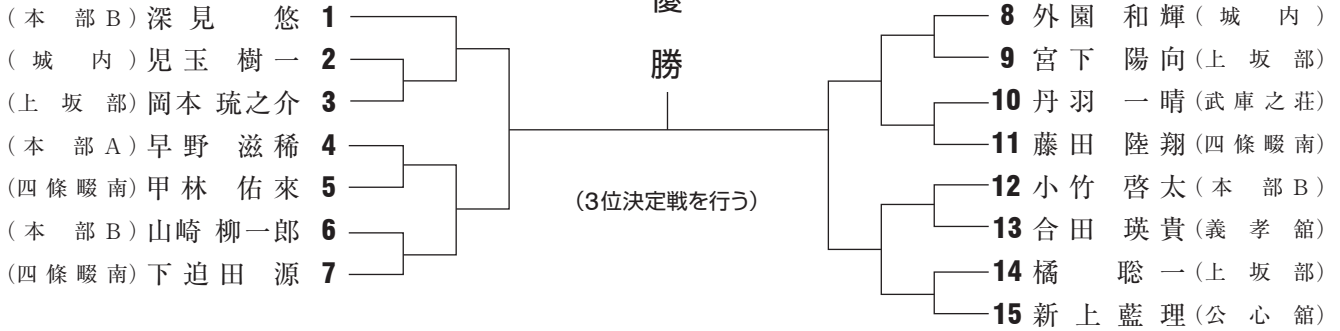 (本部B) 深見 悠 1
(城内) 児玉樹一 2
(上坂部) 岡本琉之介 3
(本部A) 早野滋稀 4
(四條畷南) 甲林佑來 5
(本部B) 山崎柳一郎 6
(四條畷南) 下迫田源 7
優勝
(3位決定戦を行う)
8 外園和輝 (城内)
9 宮下陽向 (上坂部)
10 丹羽一晴 (武庫之荘)
11 藤田陸翔 (四條畷南)
12 小竹啓太 (本部B)
13 合田瑛貴 (義孝舘)
14 橘 聡一 (上坂部)
15 新上藍理 (公心舘)